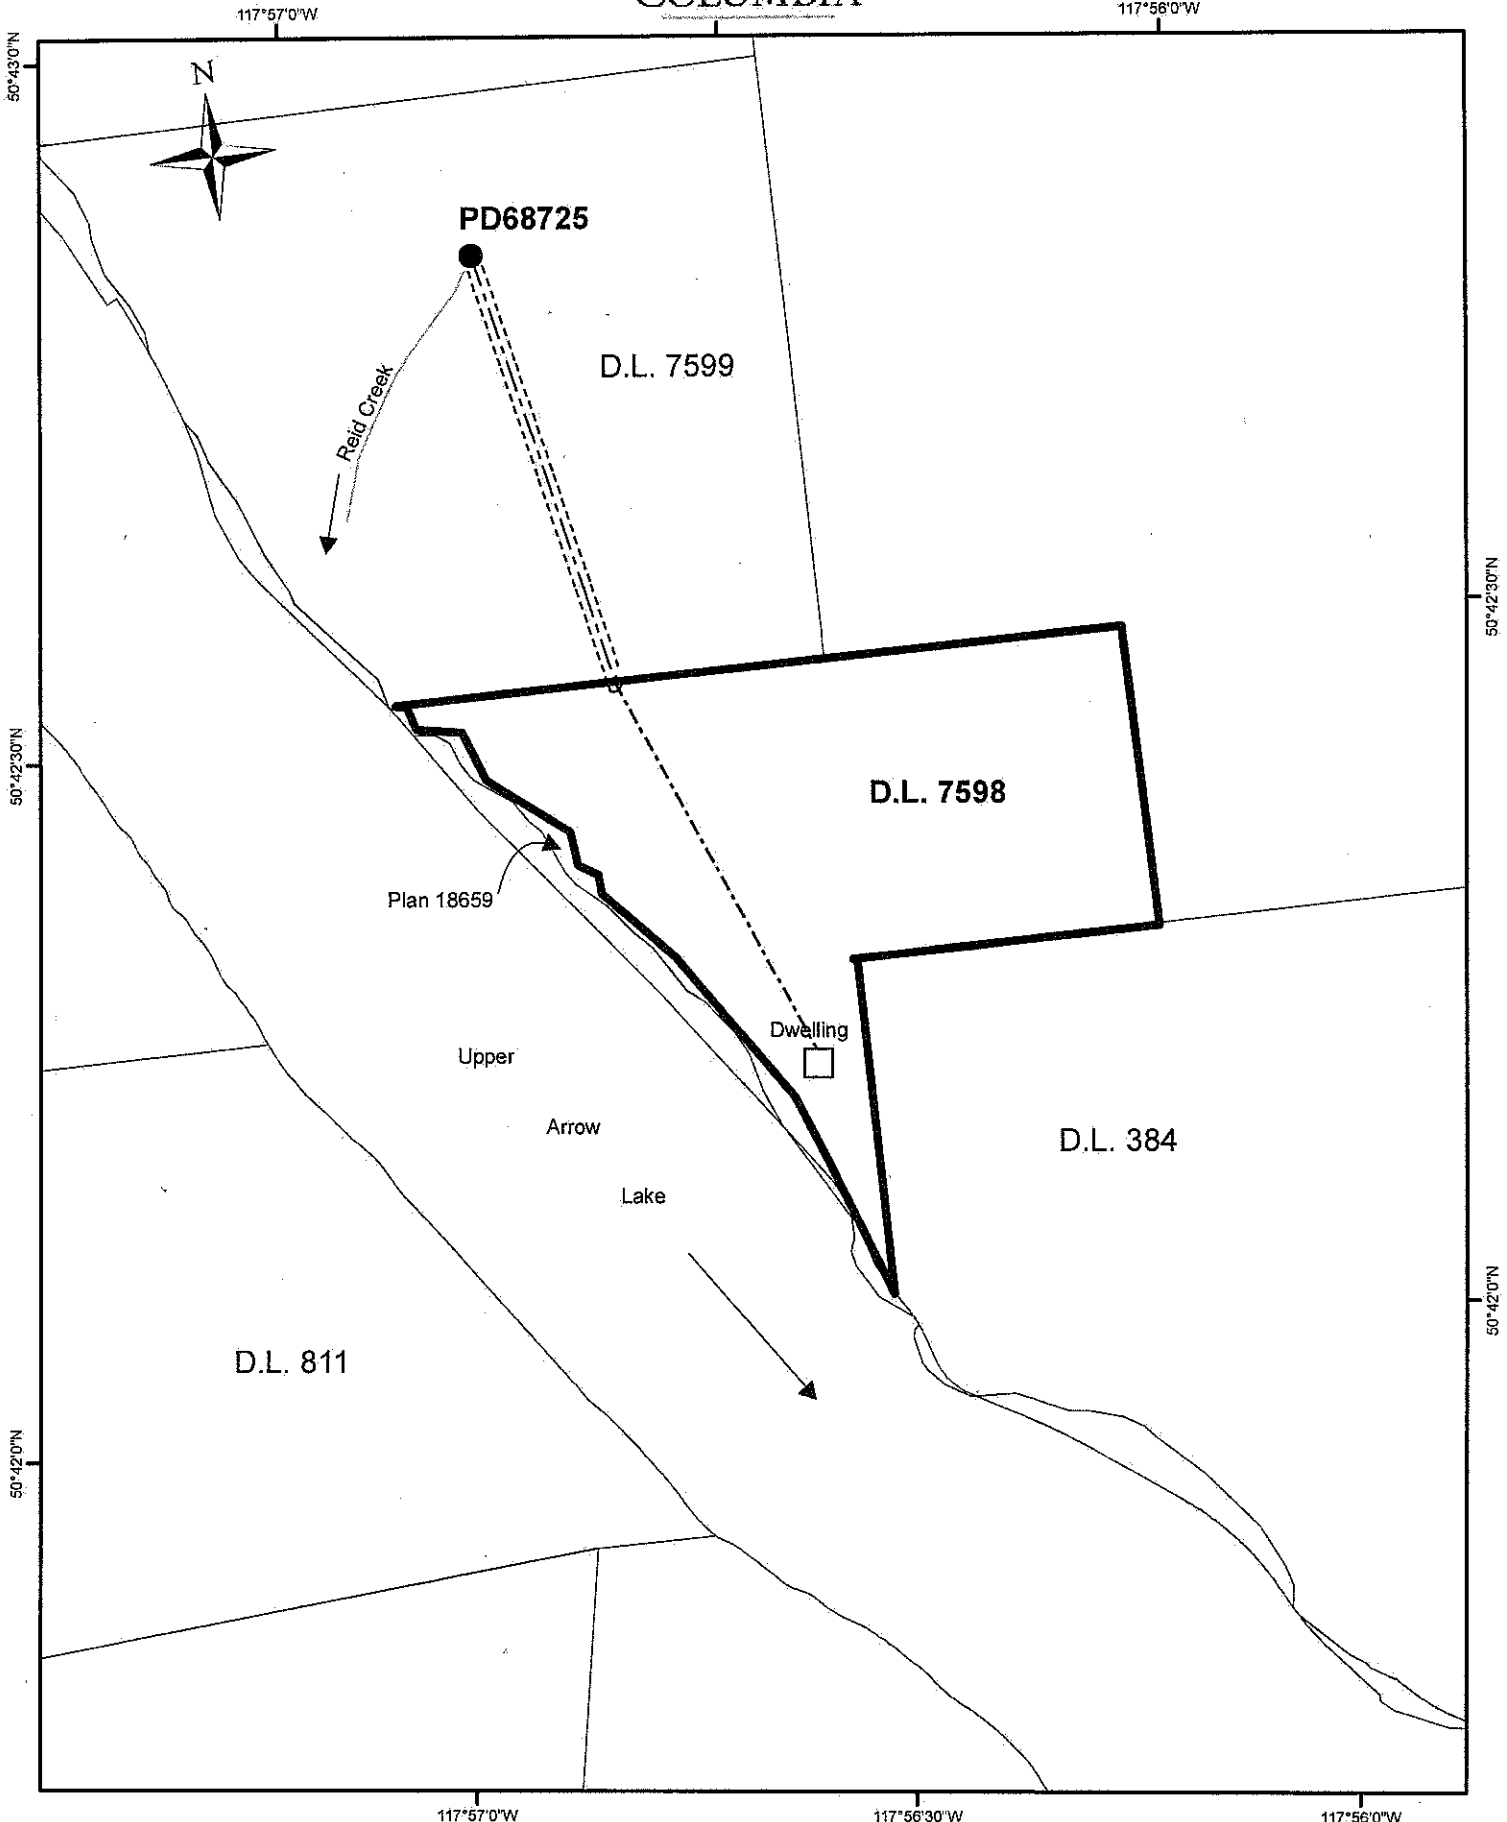 COLUMBIA
117°57'0"W
117°56'0"W
50°43'0"N
N
PD68725
D.L. 7599
Reid Creek
50°42'30"N
50°42'30"N
D.L. 7598
Plan 18659
Dwelling
Upper
Arrow
Lake
D.L. 384
50°42'0"N
D.L. 811
50°42'0"N
117°57'0"W
117°56'30"W
117°56'0"W